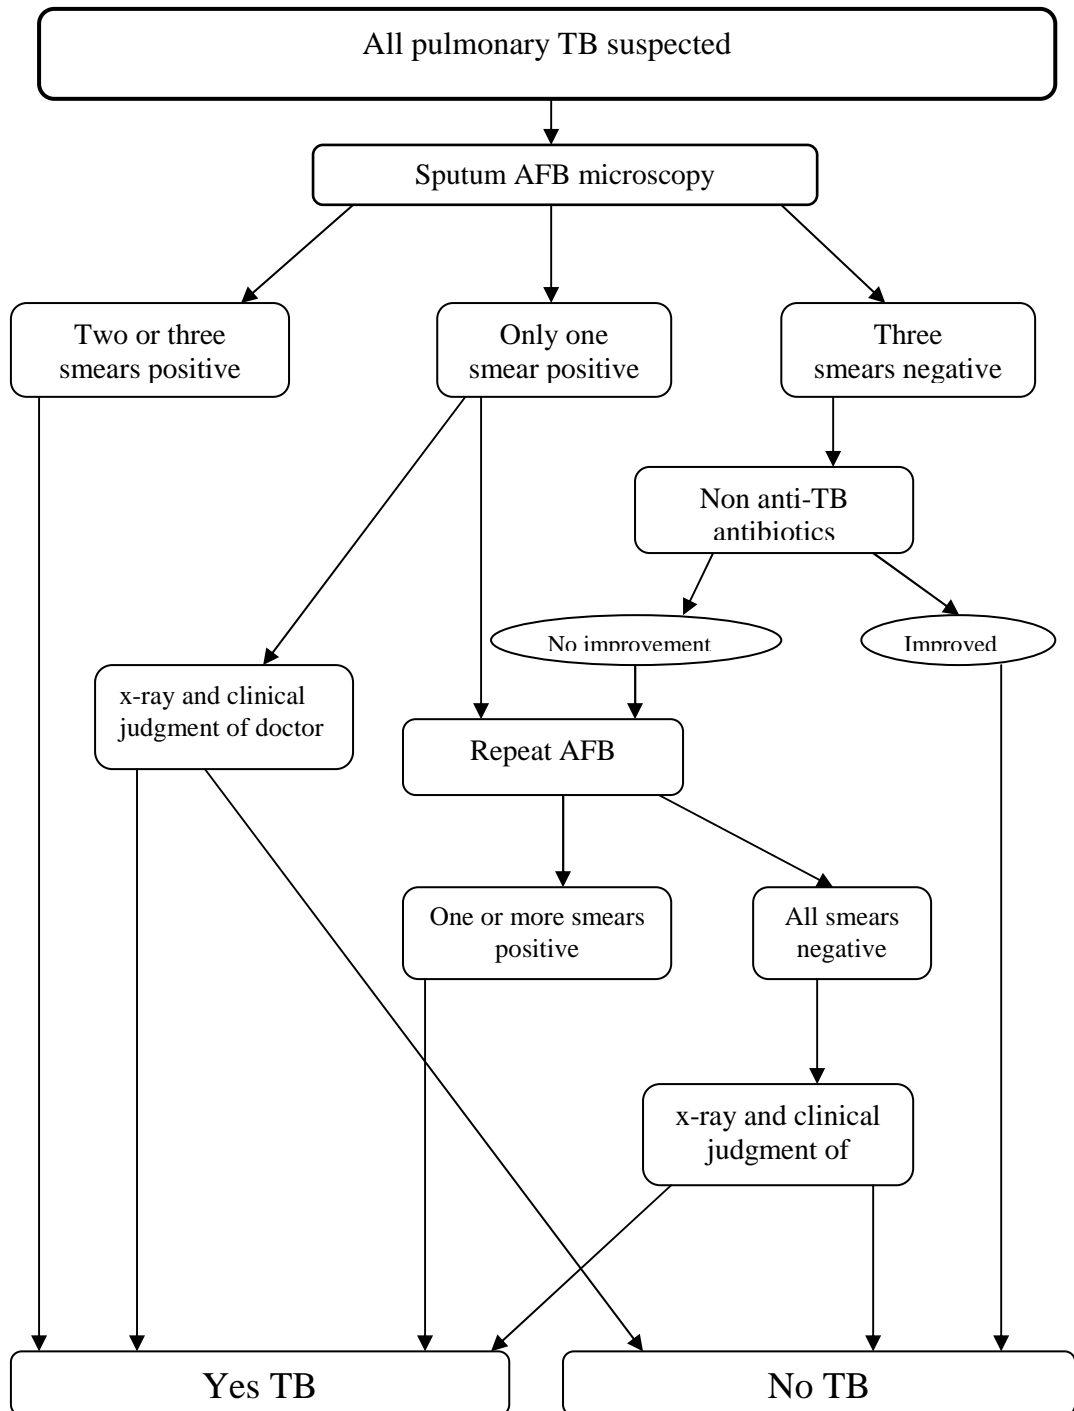 All pulmonary TB suspected
Sputum AFB microscopy
Two or three
smears positive
Only one
smear positive
Three
smears negative
Non anti-TB
antibiotics
No improvement
Improved
x-ray and clinical
judgment of doctor
Repeat AFB
One or more smears
positive
All smears
negative
x-ray and clinical
judgment of
Yes TB
No TB